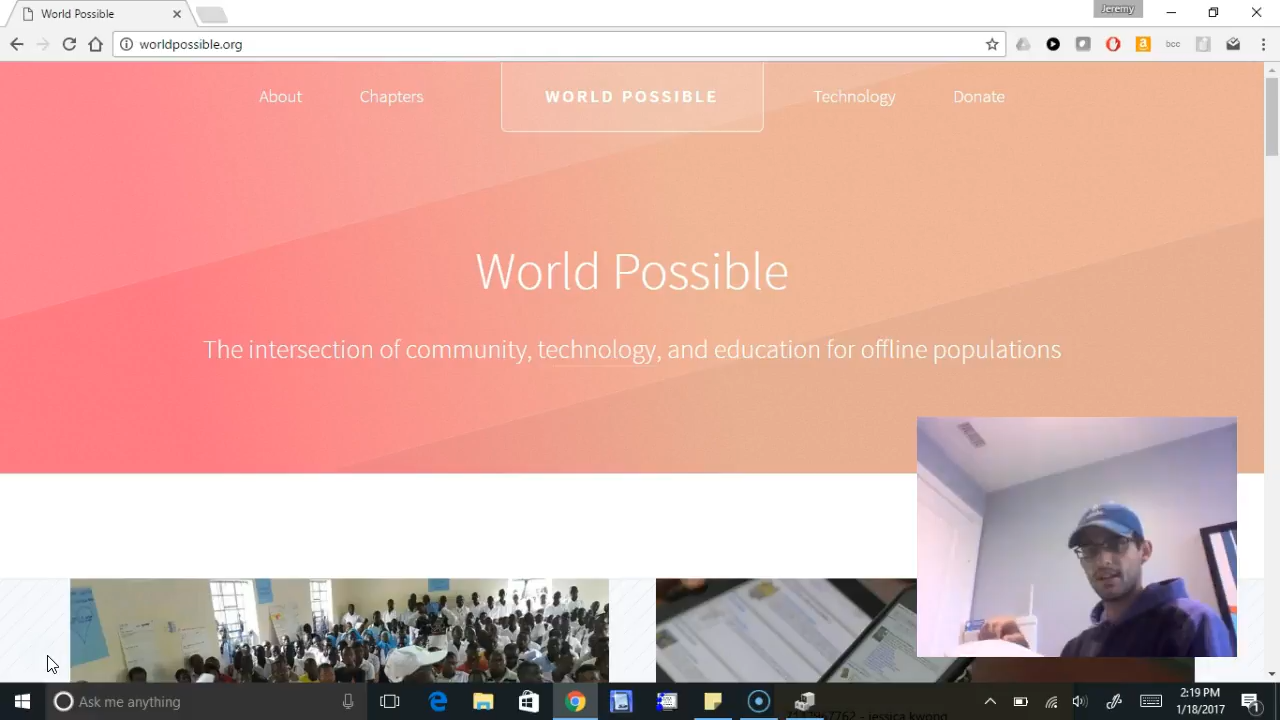 World Possible
Jeremy
worldpossible.org
bcc
About
Chapters
WORLD POSSIBLE
Technology
Donate
World Possible
The intersection of community, technology, and education for offline populations
Ask me anything
2:19 PM
1/18/2017